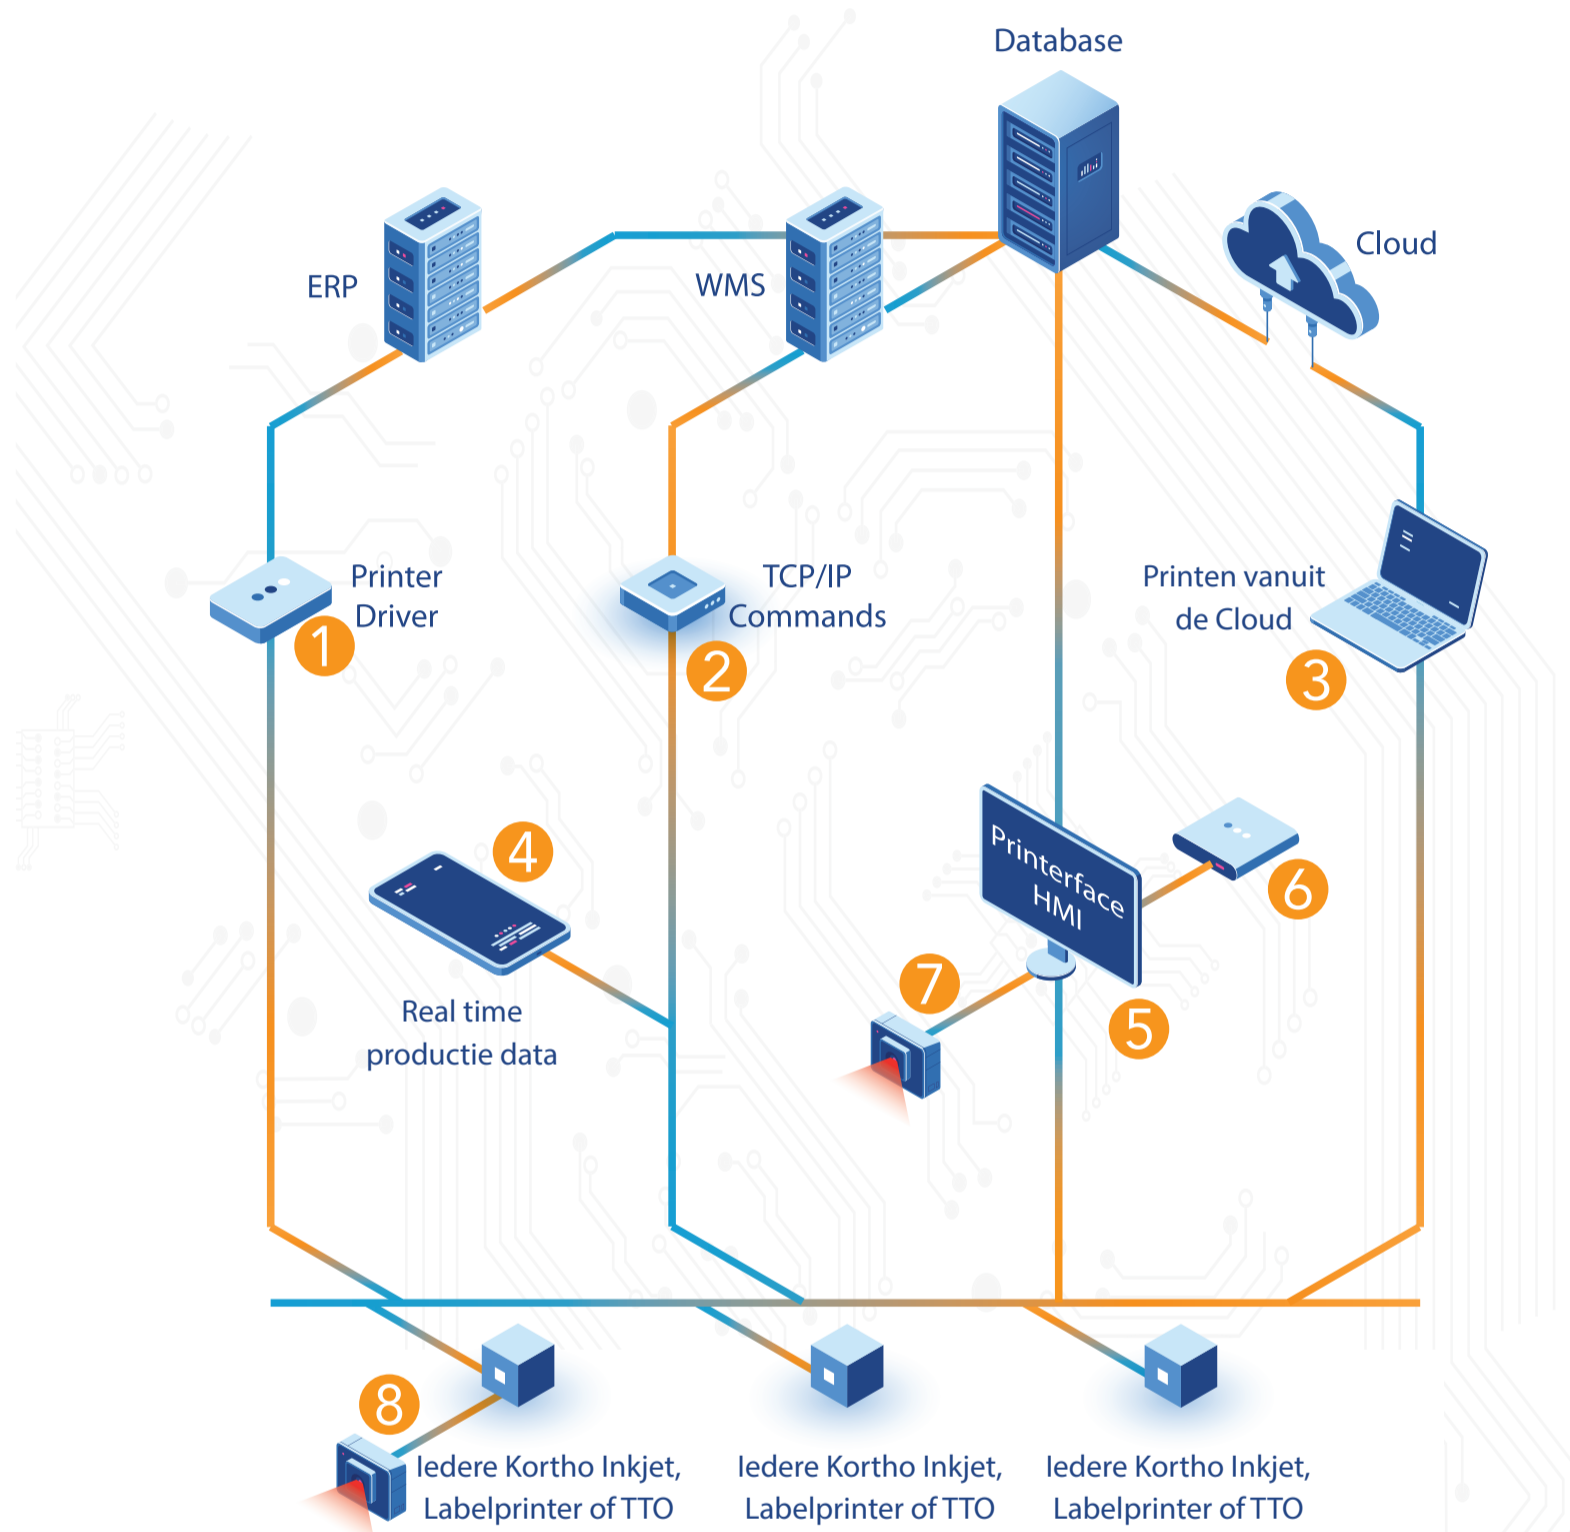 Database
Cloud
ERP
WMS
Printer
Driver
1
TCP/IP
Commands
2
Printen vanuit
de Cloud
3
4
Real time
productie data
Printerface
HMI
5
6
7
8
Iedere Kortho Inkjet,
Labelprinter of TTO
Iedere Kortho Inkjet,
Labelprinter of TTO
Iedere Kortho Inkjet,
Labelprinter of TTO